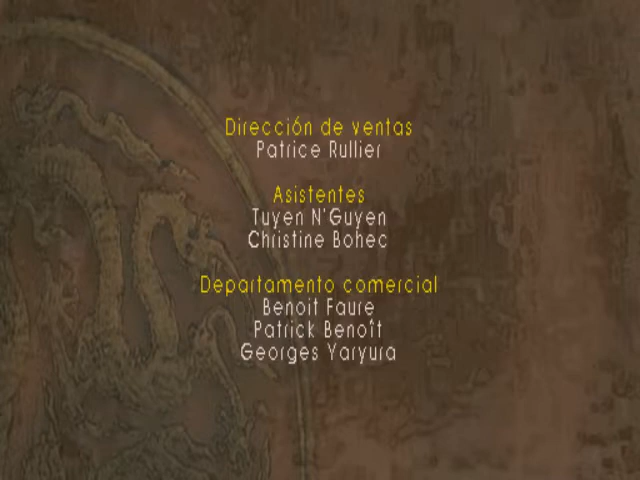 Dirección de ventas
Patrice Rullier
Asistentes
Tuyen N'Guyen
Christine Bohec
Departamento comercial
Benoit Faure
Patrick Benoît
Georges Yaryura